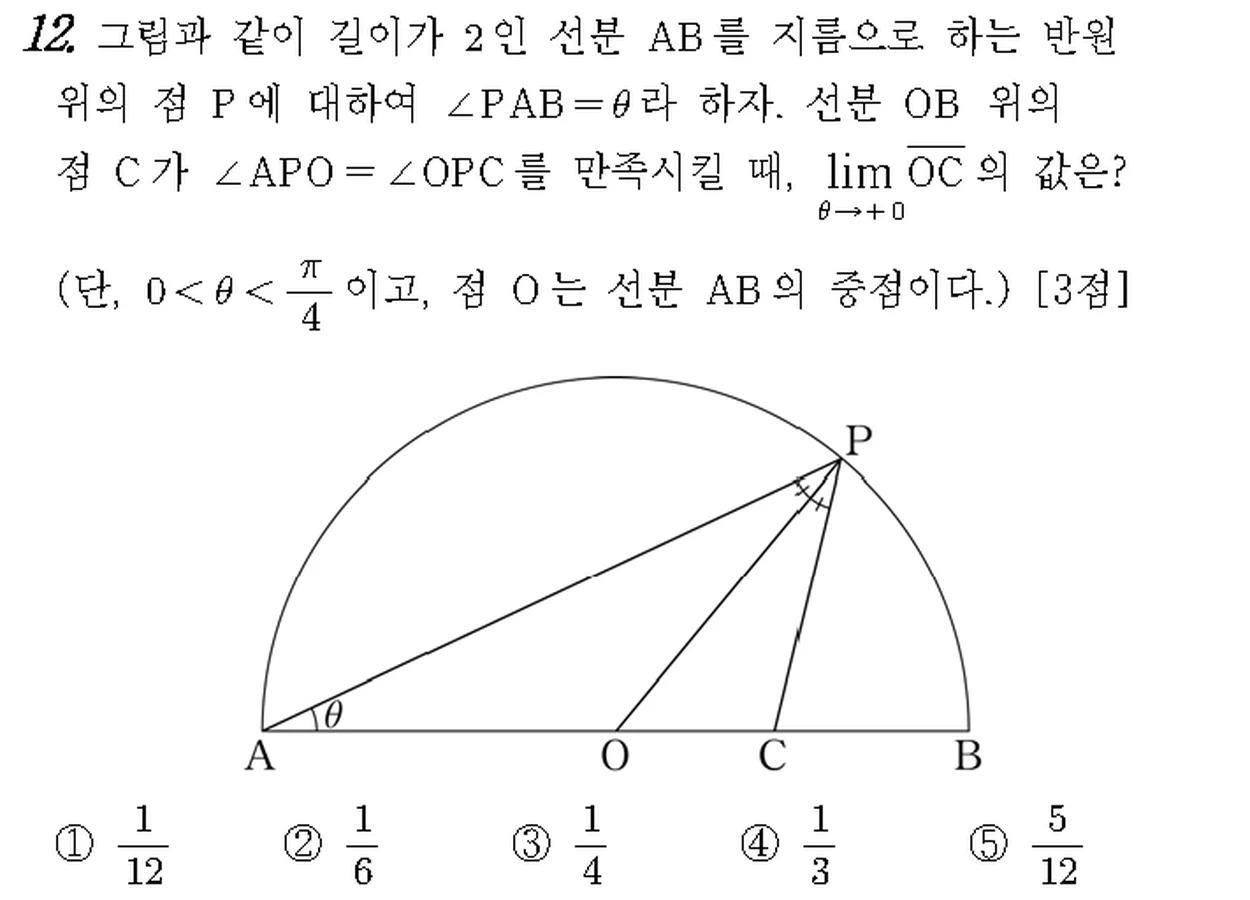 12. 그림과 같이 길이가 2인 선분 AB를 지름으로 하는 반원
위의 점 P에 대하여 ∠PAB=θ라 하자. 선분 OB 위의
점 C가 ∠APO=∠OPC를 만족시킬 때, lim_{θ→+0} \overline{OC}의 값은?
(단, 0<θ<π/4이고, 점 O는 선분 AB의 중점이다.) [3점]
P
θ
A O C B
① 1/12 ② 1/6 ③ 1/4 ④ 1/3 ⑤ 5/12